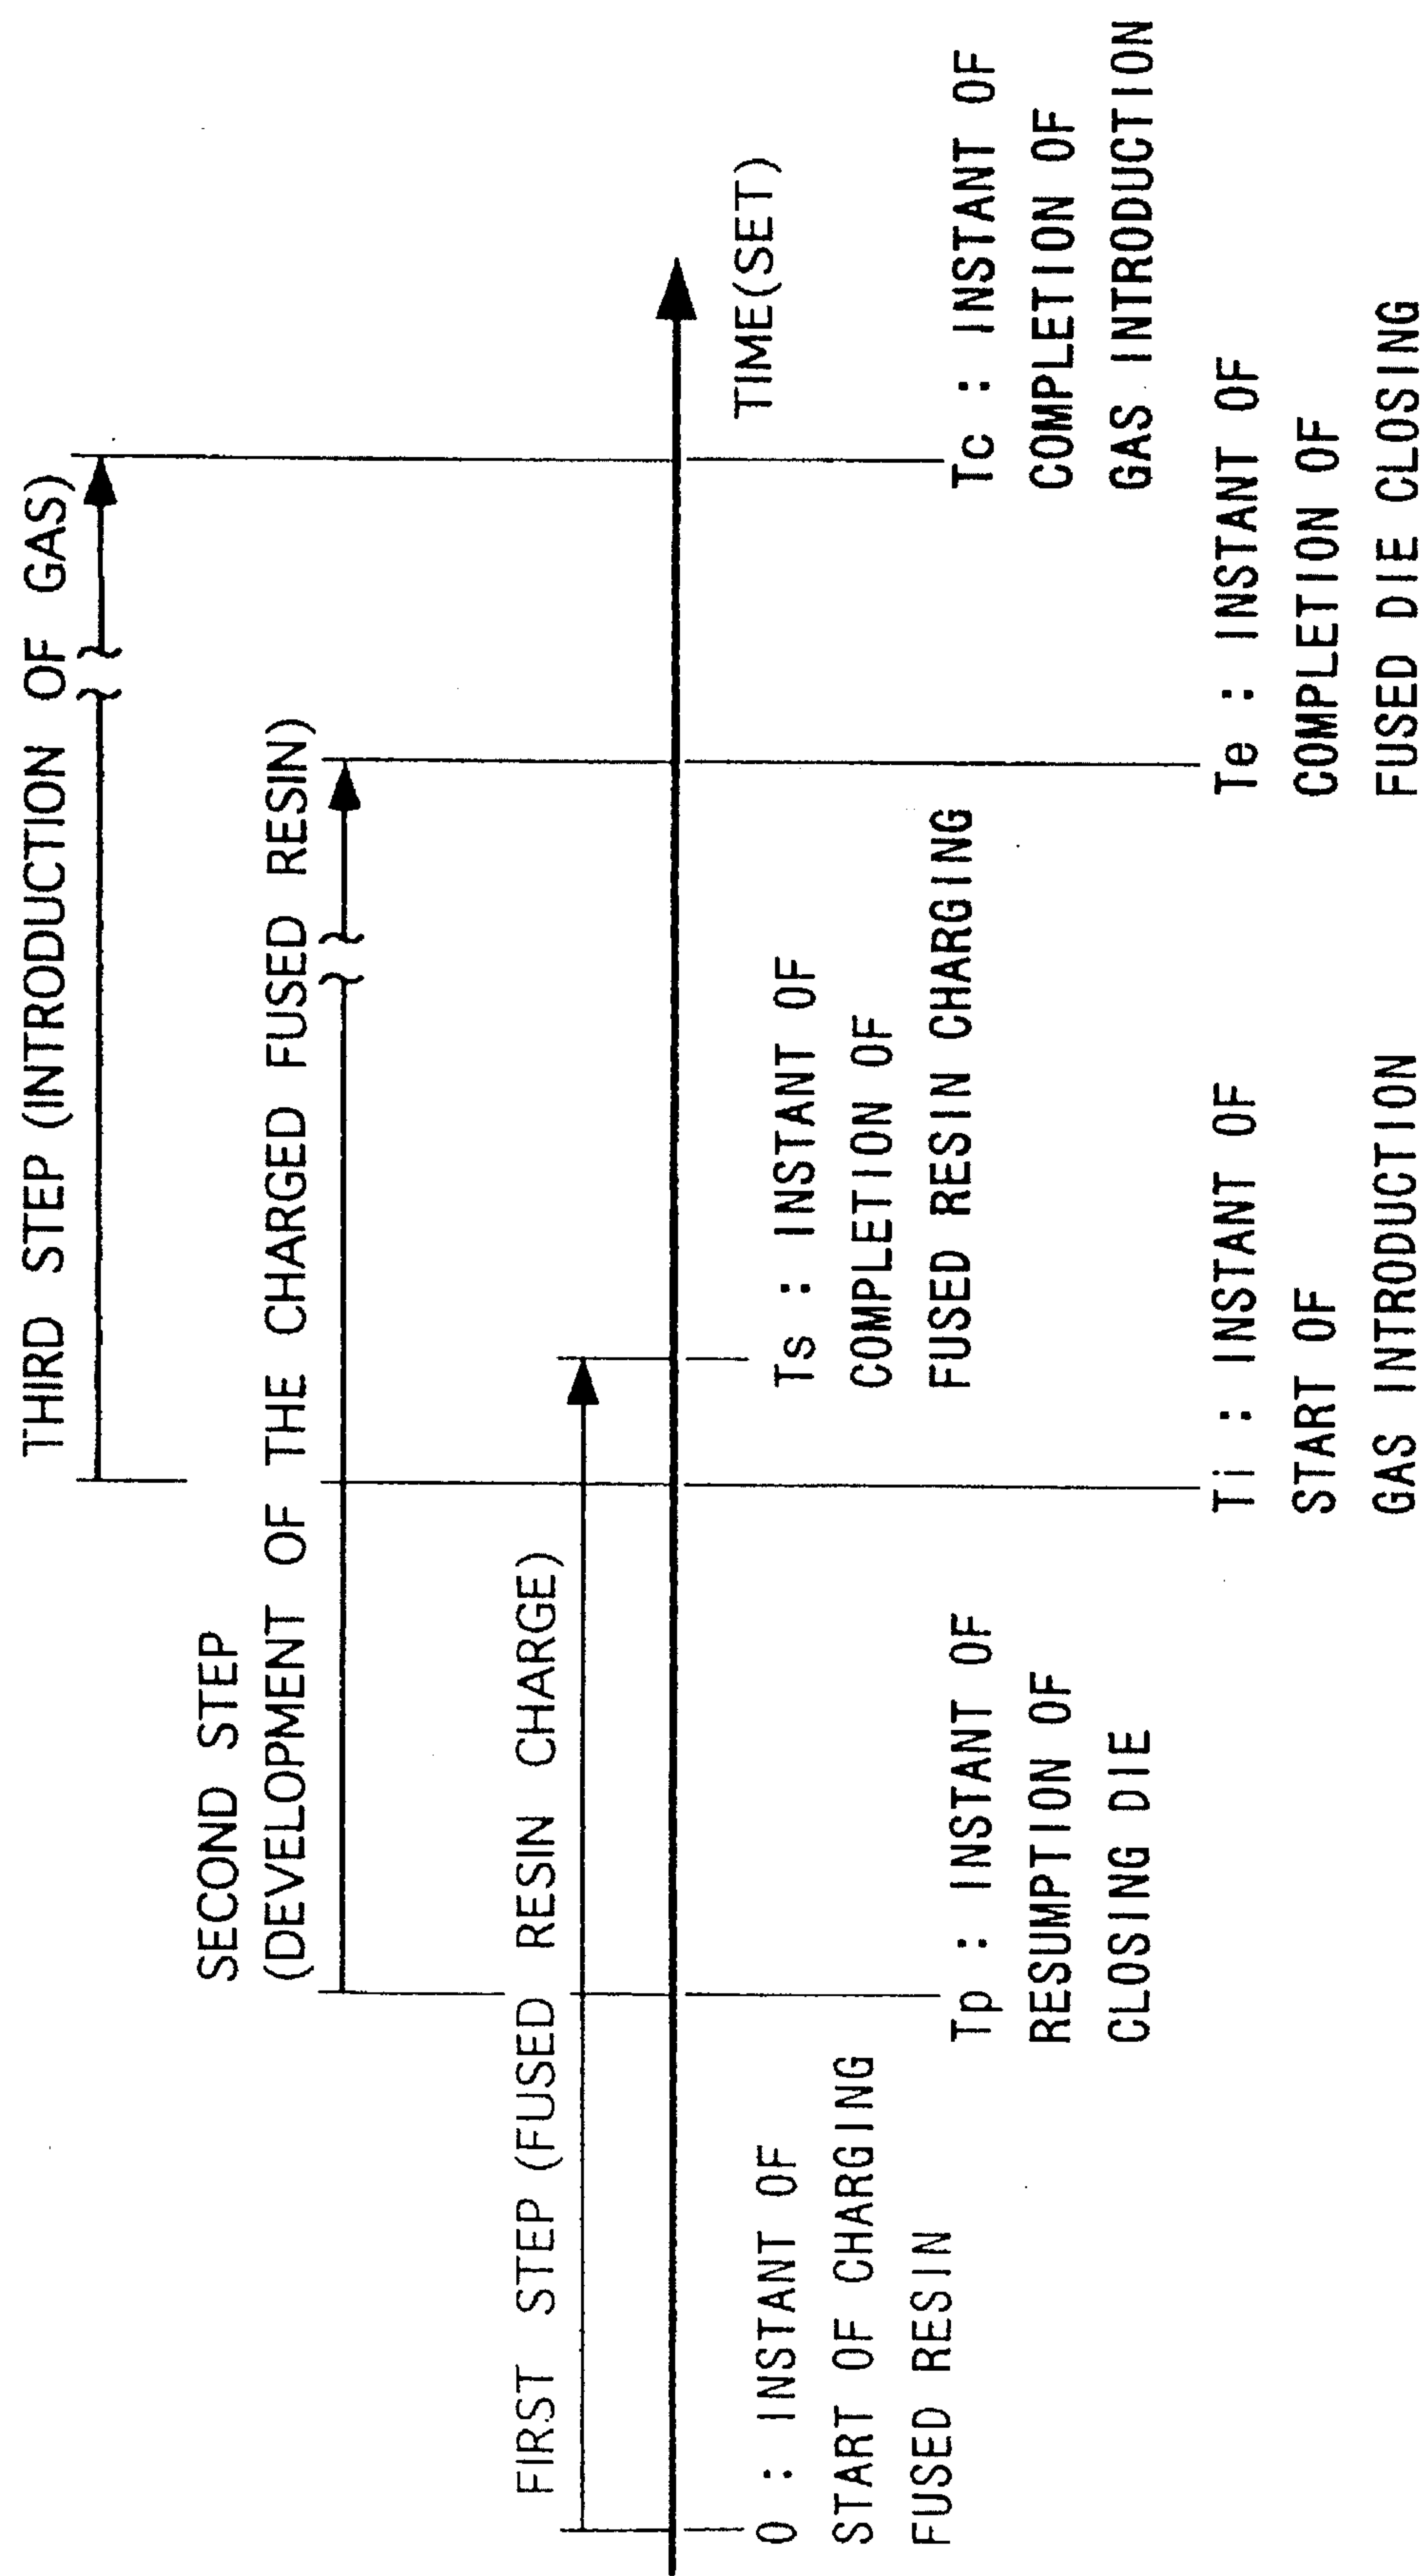 THIRD STEP (INTRODUCTION OF GAS)
SECOND STEP
(DEVELOPMENT OF THE CHARGED FUSED RESIN)
FIRST STEP (FUSED RESIN CHARGE)
TIME(SET)
0 : INSTANT OF
START OF CHARGING
FUSED RESIN
Tp : INSTANT OF
RESUMPTION OF
CLOSING DIE
Ti : INSTANT OF
START OF
GAS INTRODUCTION
Ts : INSTANT OF
COMPLETION OF
FUSED RESIN CHARGING
Te : INSTANT OF
COMPLETION OF
FUSED DIE CLOSING
Tc : INSTANT OF
COMPLETION OF
GAS INTRODUCTION